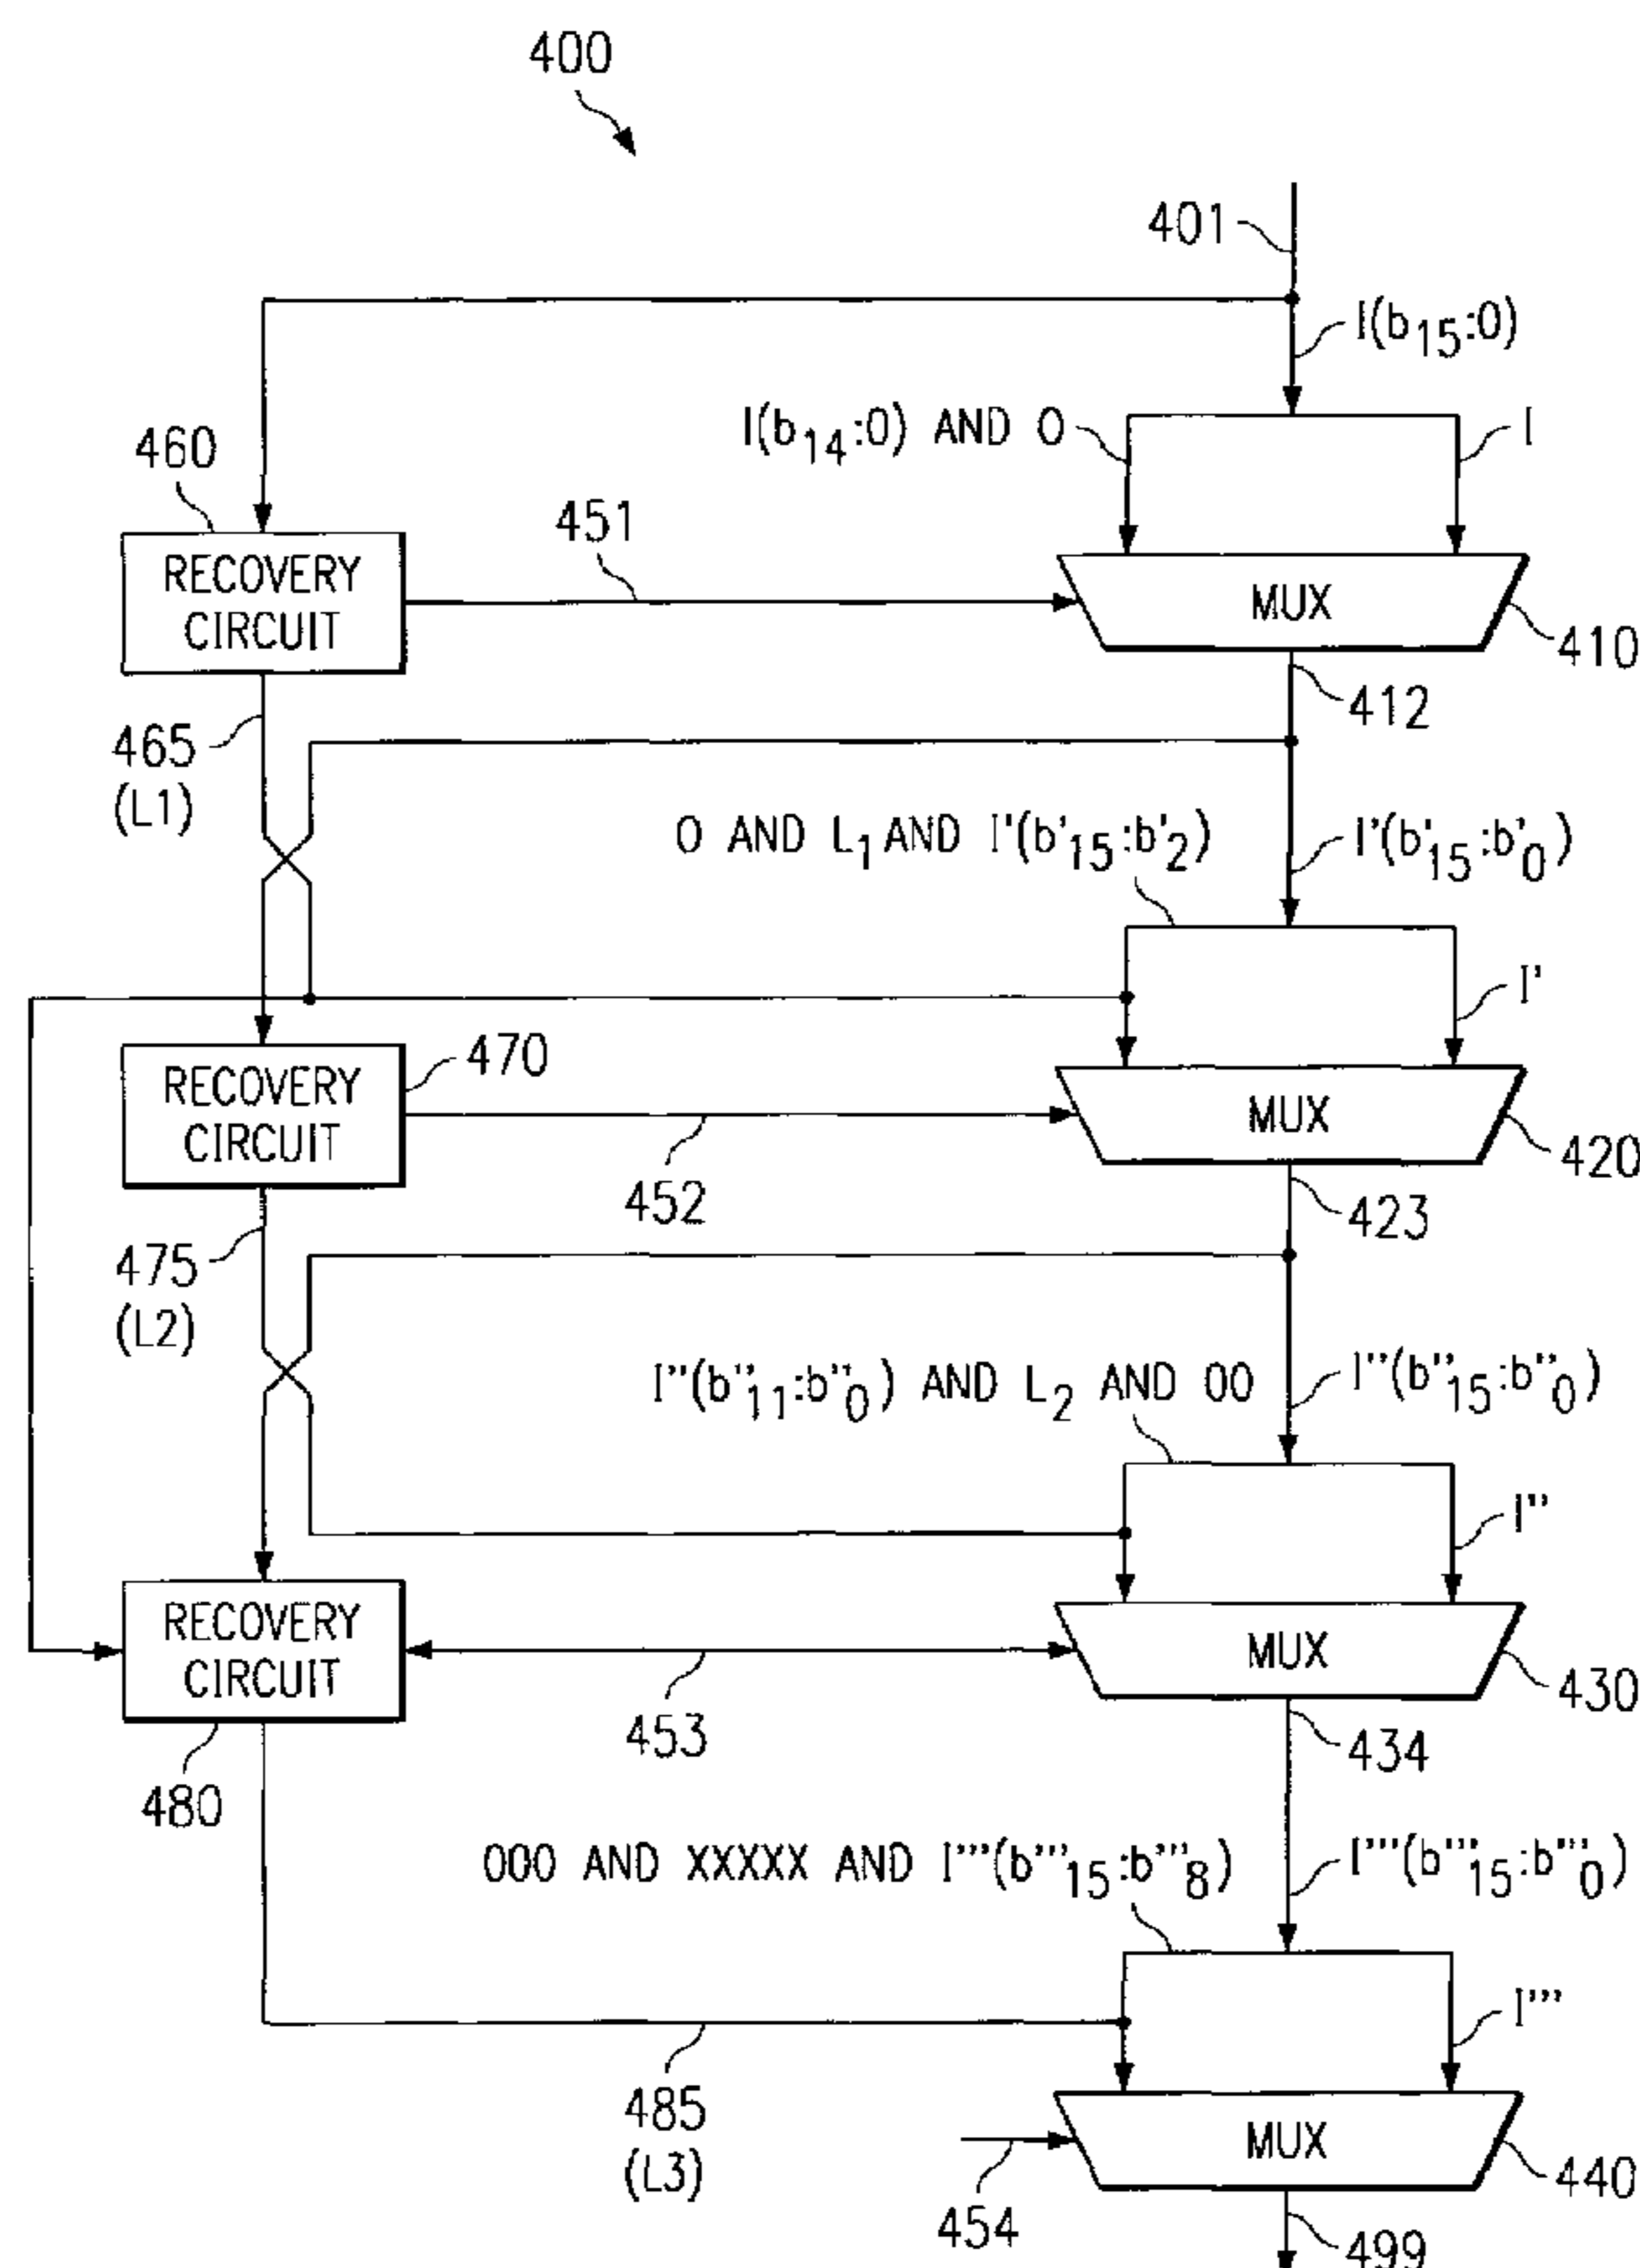 400
401
I(b15:0)
I(b14:0) AND 0
I
460
451
RECOVERY
CIRCUIT
MUX
410
412
465
(L1)
0 AND L1 AND I'(b'15:b'2)
I'(b'15:b'0)
I'
470
RECOVERY
CIRCUIT
MUX
420
452
423
475
(L2)
I"(b"11:b"0) AND L2 AND 00
I"(b"15:b"0)
I"
RECOVERY
CIRCUIT
MUX
430
453
434
480
000 AND XXXXX AND I'''(b'''15:b'''8)
I'''(b'''15:b'''0)
I'''
485
(L3)
MUX
440
454
499